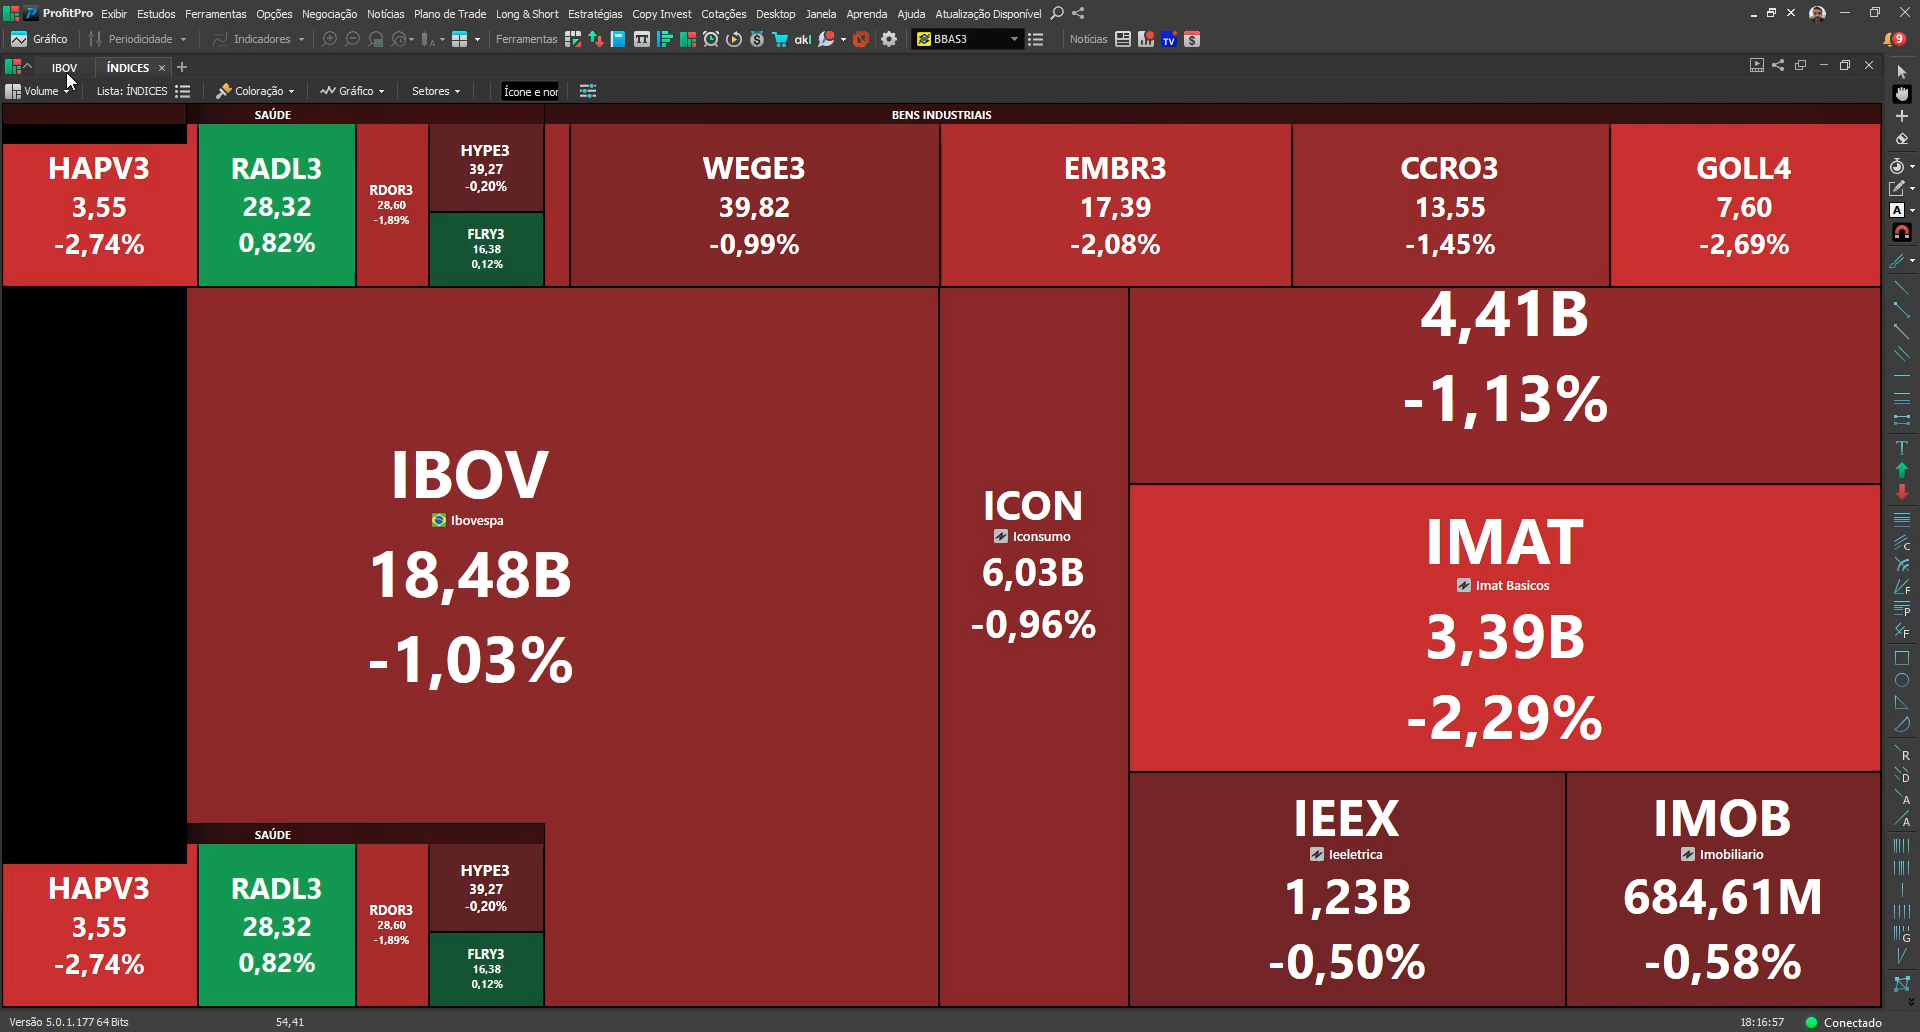 ProfitPro Exibir Estudos Ferramentas Opções Negociação Notícias Plano de Trade Long & Short Estratégias Copy Invest Cotações Desktop Janela Aprenda Ajuda Atualização Disponível
Gráfico Periodicidade Indicadores Ferramentas TT akl BBAS3 Notícias TV $ 9
IBOV ÍNDICES
Volume Lista: ÍNDICES Coloração Gráfico Setores Ícone e nor
SAÚDE BENS INDUSTRIAIS
HAPV3
3,55
-2,74%
RADL3
28,32
0,82%
RDOR3
28,60
-1,89%
HYPE3
39,27
-0,20%
FLRY3
16,38
0,12%
WEGE3
39,82
-0,99%
EMBR3
17,39
-2,08%
CCRO3
13,55
-1,45%
GOLL4
7,60
-2,69%
IBOV
Ibovespa
18,48B
-1,03%
ICON
Iconsumo
6,03B
-0,96%
4,41B
-1,13%
IMAT
Imat Basicos
3,39B
-2,29%
IEEX
Ieeletrica
1,23B
-0,50%
IMOB
Imobiliario
684,61M
-0,58%
SAÚDE
HAPV3
3,55
-2,74%
RADL3
28,32
0,82%
RDOR3
28,60
-1,89%
HYPE3
39,27
-0,20%
FLRY3
16,38
0,12%
A
T
C
F
P
F
R
D
A
A
G
Versão 5.0.1.177 64 Bits 54,41 18:16:57 Conectado